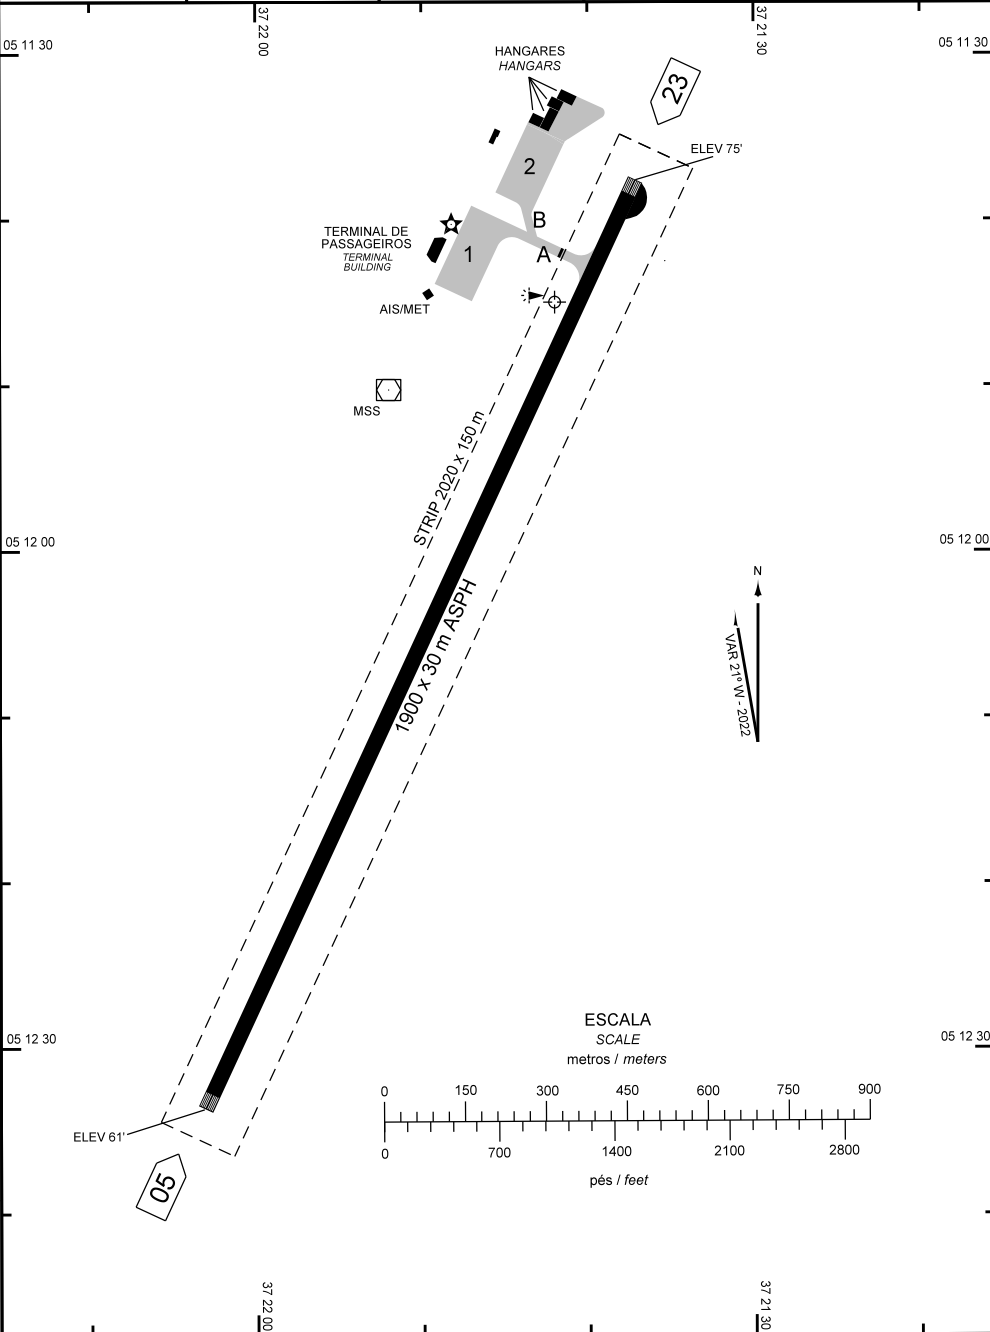 37 22 00
37 21 30
05 11 30
05 11 30
HANGARES
HANGARS
23
ELEV 75'
2
B
TERMINAL DE
PASSAGEIROS
TERMINAL
BUILDING
1
A
AIS/MET
MSS
STRIP 2020 x 150 m
05 12 00
05 12 00
1900 x 30 m ASPH
N
VAR 21º W - 2022
05 12 30
05 12 30
ESCALA
SCALE
metros / meters
0 150 300 450 600 750 900
0 700 1400 2100 2800
pés / feet
ELEV 61'
05
37 22 00
37 21 30